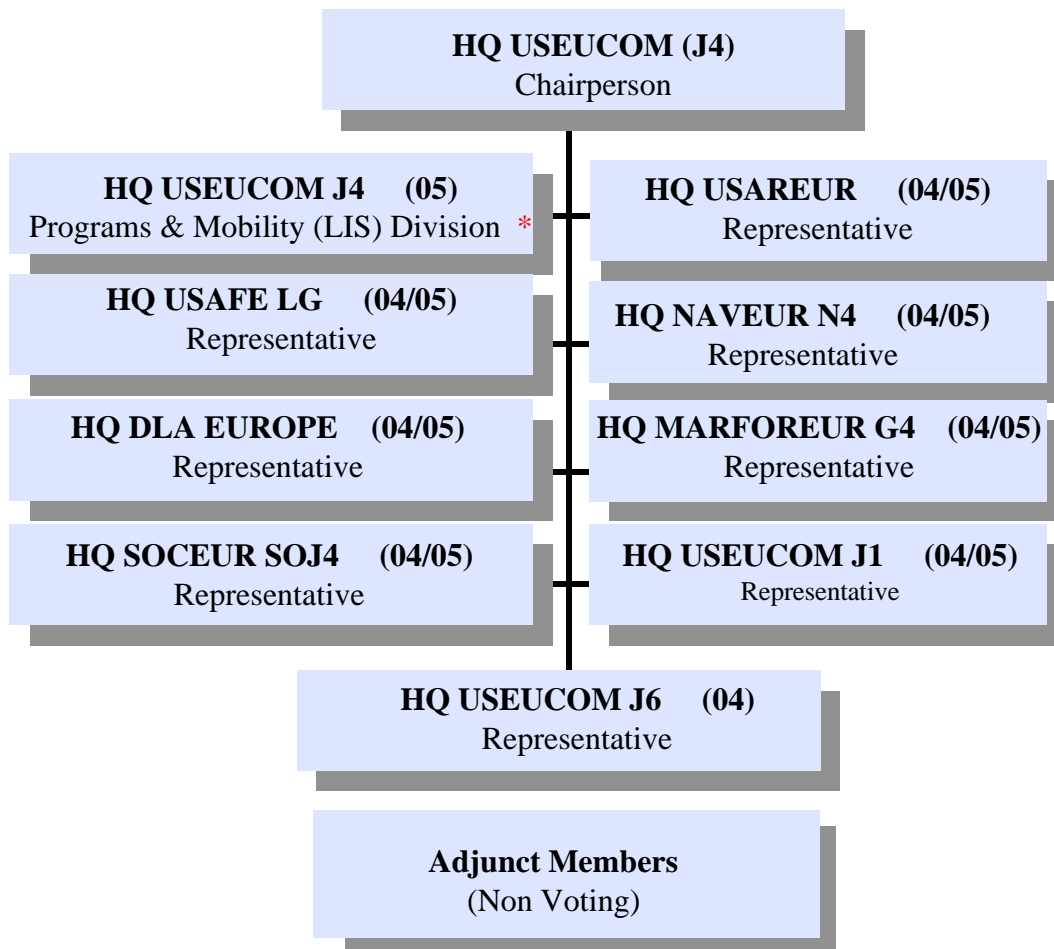 HQ USEUCOM (J4)
Chairperson
HQ USEUCOM J4 (05)
Programs & Mobility (LIS) Division *
HQ USAREUR (04/05)
Representative
HQ USAFE LG (04/05)
Representative
HQ NAVEUR N4 (04/05)
Representative
HQ DLA EUROPE (04/05)
Representative
HQ MARFOREUR G4 (04/05)
Representative
HQ SOCEUR SOJ4 (04/05)
Representative
HQ USEUCOM J1 (04/05)
Representative
HQ USEUCOM J6 (04)
Representative
Adjunct Members
(Non Voting)